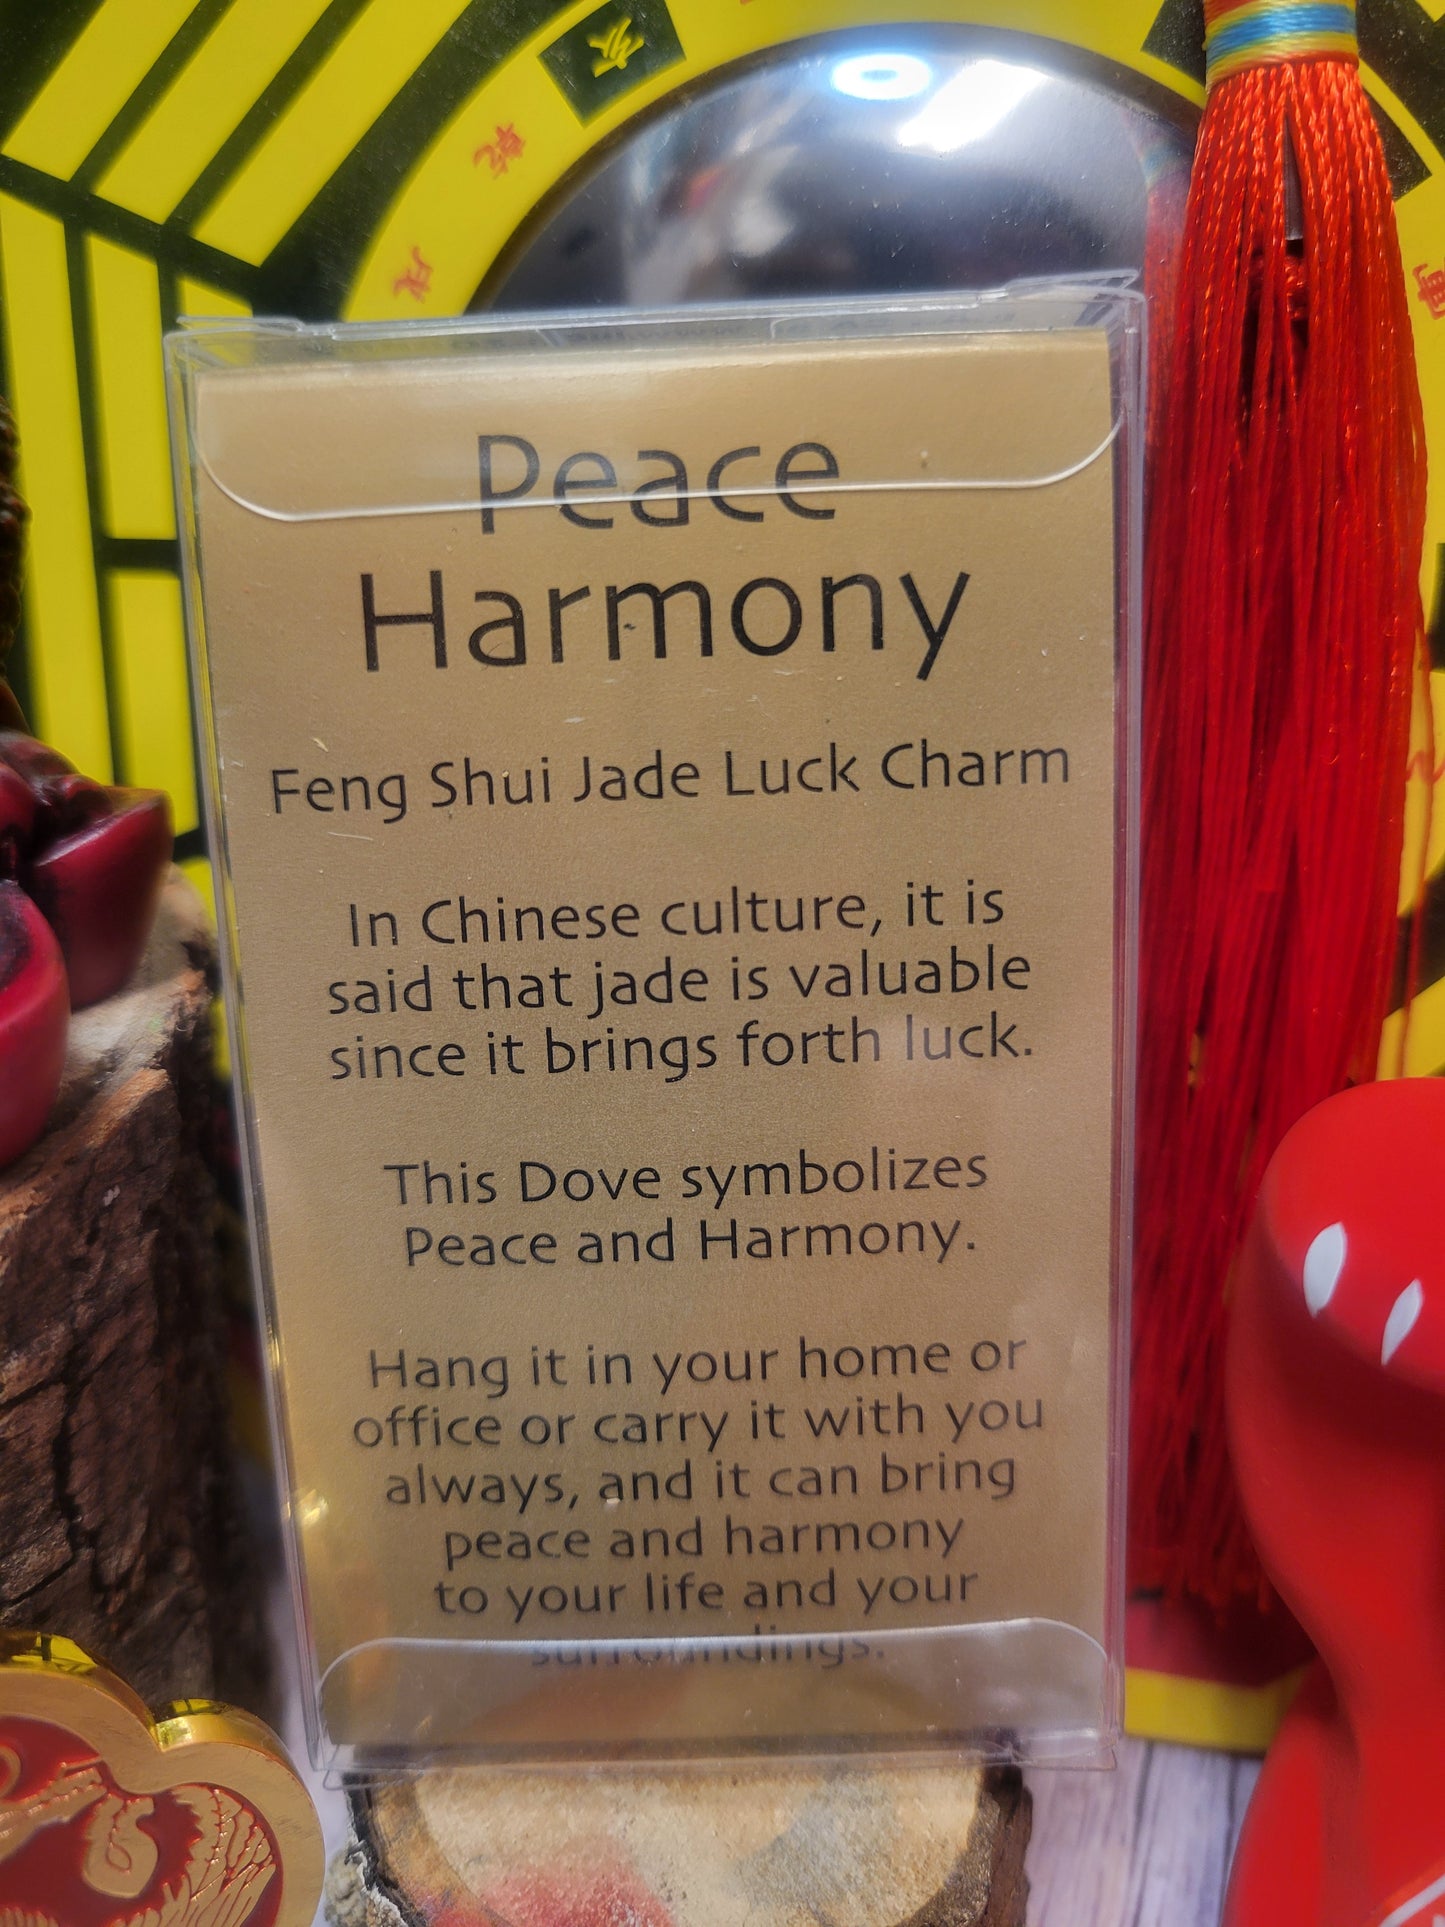 Peace
Harmony
Feng Shui Jade Luck Charm
In Chinese culture, it is
said that jade is valuable
since it brings forth luck.
This Dove symbolizes
Peace and Harmony.
Hang it in your home or
office or carry it with you
always, and it can bring
peace and harmony
to your life and your
surroundings.